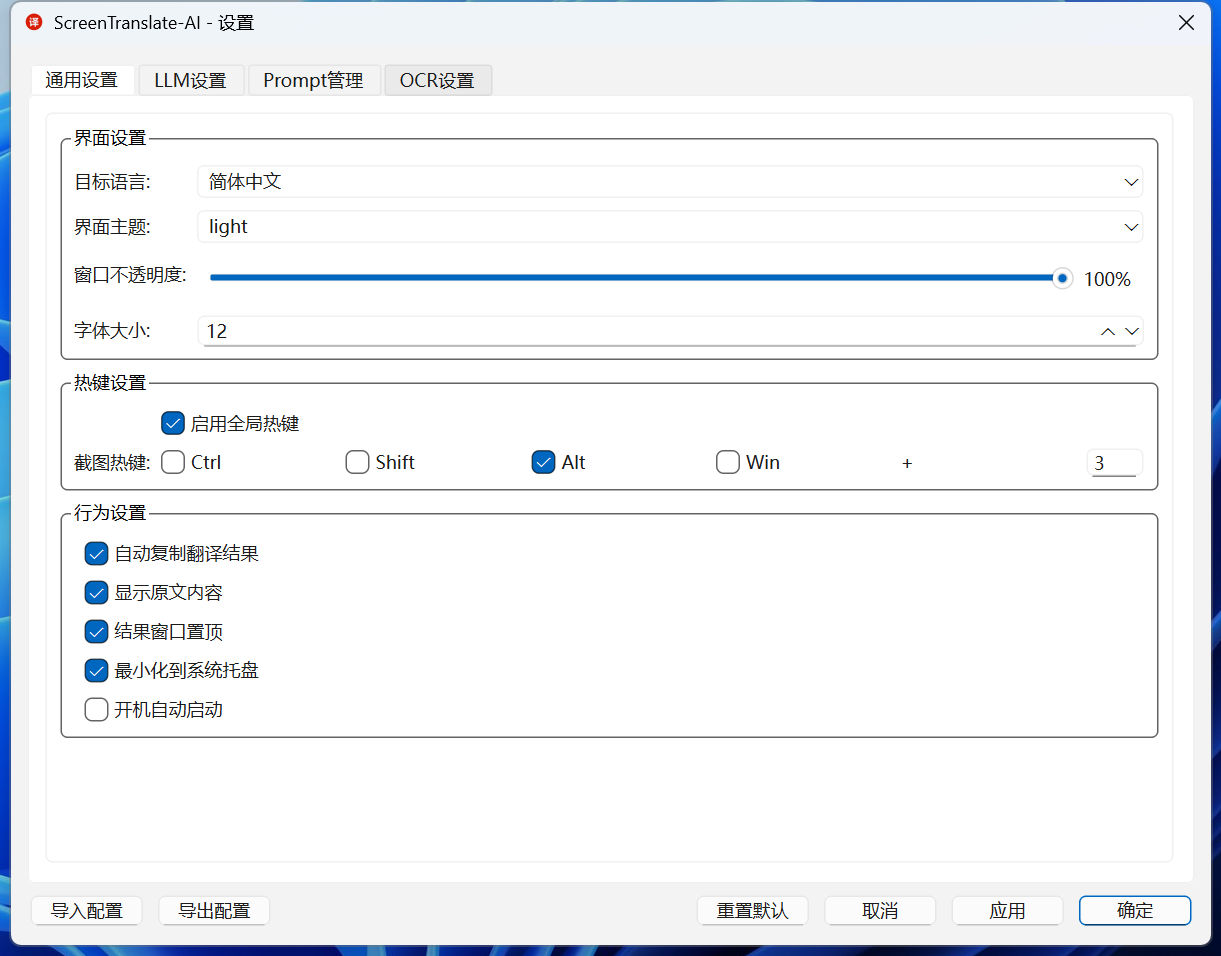 译 ScreenTranslate-AI - 设置
通用设置 LLM设置 Prompt管理 OCR设置
界面设置
目标语言: 简体中文
界面主题: light
窗口不透明度: 100%
字体大小: 12
热键设置
启用全局热键
截图热键: Ctrl Shift Alt Win + 3
行为设置
自动复制翻译结果
显示原文内容
结果窗口置顶
最小化到系统托盘
开机自动启动
导入配置 导出配置 重置默认 取消 应用 确定